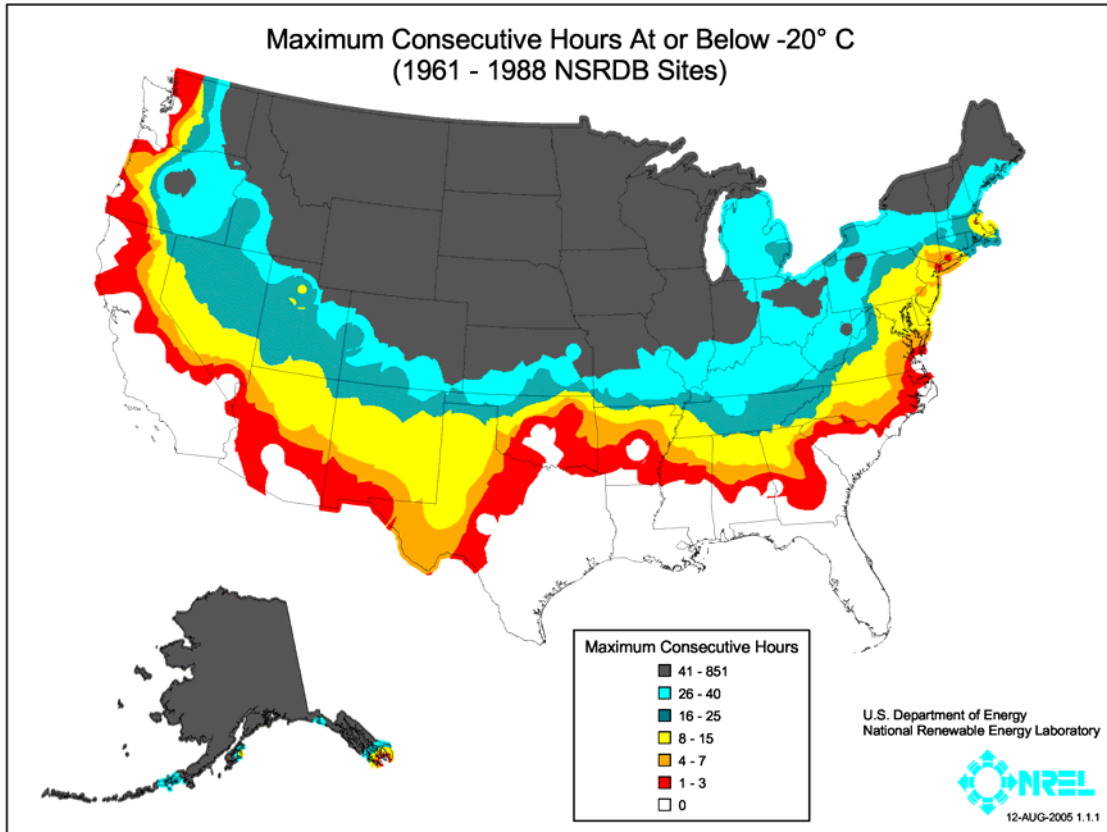 Maximum Consecutive Hours At or Below -20° C
(1961 - 1988 NSRDB Sites)
Maximum Consecutive Hours
41 - 851
26 - 40
16 - 25
8 - 15
4 - 7
1 - 3
0
U.S. Department of Energy
National Renewable Energy Laboratory
NREL
12-AUG-2005 1.1.1